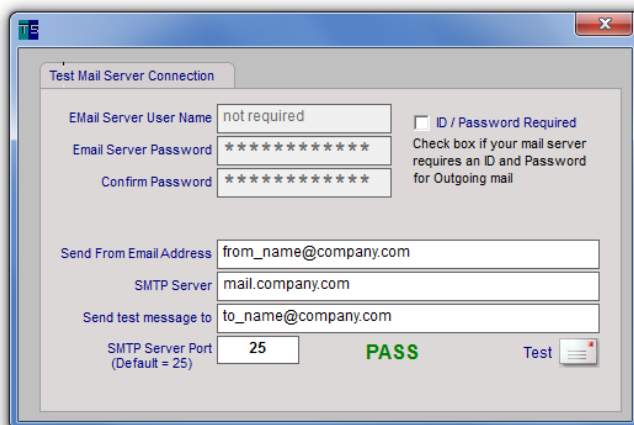 TS
Test Mail Server Connection
EMail Server User Name not required
ID / Password Required
Email Server Password ************
Check box if your mail server
requires an ID and Password
for Outgoing mail
Confirm Password ************
Send From Email Address from_name@company.com
SMTP Server mail.company.com
Send test message to to_name@company.com
SMTP Server Port 25 PASS Test
(Default = 25)